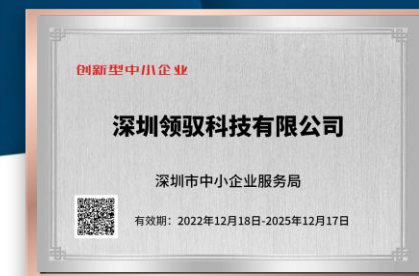 创新型中小企业
深圳领驭科技有限公司
深圳市中小企业服务局
有效期：2022年12月18日-2025年12月17日